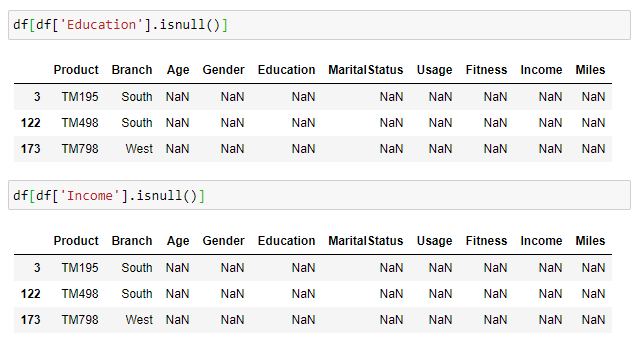 df[df['Education'].isnull()]
Product Branch Age Gender Education MaritalStatus Usage Fitness Income Miles
3 TM195 South NaN NaN NaN NaN NaN NaN NaN NaN
122 TM498 South NaN NaN NaN NaN NaN NaN NaN NaN
173 TM798 West NaN NaN NaN NaN NaN NaN NaN NaN
df[df['Income'].isnull()]
Product Branch Age Gender Education MaritalStatus Usage Fitness Income Miles
3 TM195 South NaN NaN NaN NaN NaN NaN NaN NaN
122 TM498 South NaN NaN NaN NaN NaN NaN NaN NaN
173 TM798 West NaN NaN NaN NaN NaN NaN NaN NaN